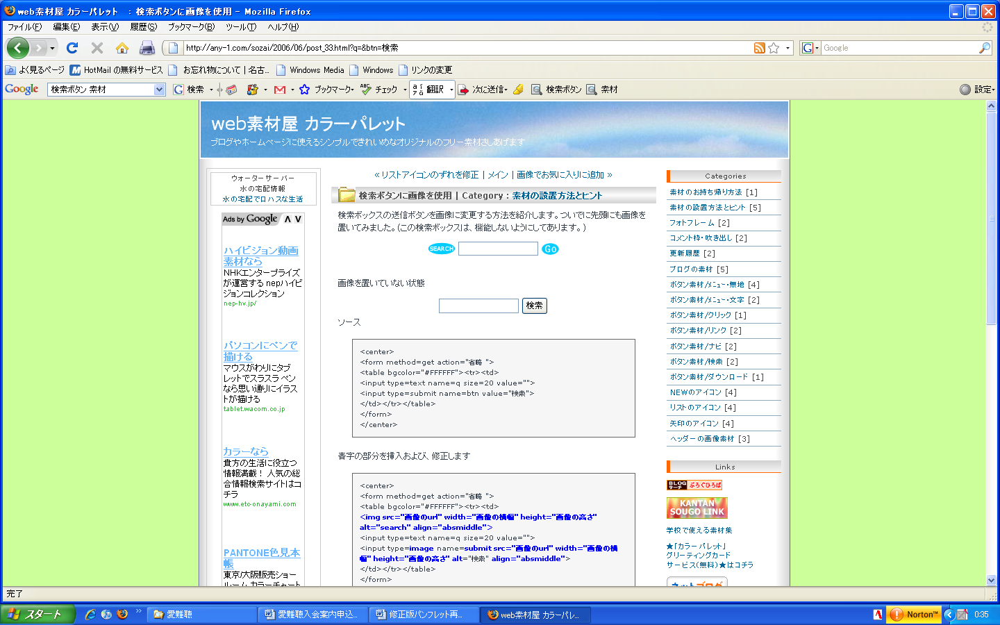 web素材屋 カラーパレット ： 検索ボタンに画像を使用 - Mozilla Firefox
ファイル(F) 編集(E) 表示(V) 履歴(S) ブックマーク(B) ツール(T) ヘルプ(H)
http://any-1.com/sozai/2006/06/post_33.html?q=&btn=検索
G Google
よく見るページ HotMail の無料サービス お忘れ物について | 名古... Windows Media Windows リンクの変更
Google 検索ボタン 素材 G 検索 ブックマーク チェック 翻訳 次に送信 検索ボタン 素材 設定
web素材屋 カラーパレット
ブログやホームページに使えるシンプルできれいめなオリジナルのフリー素材さしあげます
ウォーターサーバー
水の宅配情報
水の宅配でロハスな生活
Ads by Google
ハイビジョン動画
素材なら
NHKエンタープライズ
が運営する nepハイビ
ジョンコレクション
nep-hv.jp/
パソコンにペンで
描ける
マウスがわりにタブ
レットでスラスラ ペン
なら思い通りにイラス
トが描ける
tablet.wacom.co.jp
カラーなら
貴方の生活に役立つ
情報満載！ 人気の総
合情報検索サイトはコ
チラ
www.etc-onayami.com
PANTONE色見本
帳
東京/大阪販売ショー
ルーム カラーチャート
« リストアイコンのずれを修正 | メイン | 画像でお気に入りに追加 »
検索ボタンに画像を使用 | Category : 素材の設置方法とヒント
検索ボックスの送信ボタンを画像に変更する方法を紹介します。ついでに先頭にも画像を
置いてみました。(この検索ボックスは、機能しないようにしてあります。)
SEARCH Go
画像を置いていない状態
検索
ソース
<center>
<form method=get action="省略 ">
<table bgcolor="#FFFFFF"><tr><td>
<input type=text name=q size=20 value="">
<input type=submit name=btn value="検索">
</td></tr></table>
</form>
</center>
青字の部分を挿入および、修正します
<center>
<form method=get action="省略 ">
<table bgcolor="#FFFFFF"><tr><td>
<img src="画像のurl" width="画像の横幅" height="画像の高さ"
alt="search" align="absmiddle">
<input type=text name=q size=20 value="">
<input type=image name=submit src="画像のurl" width="画像の横
幅" height="画像の高さ" alt="検索" align="absmiddle">
</td></tr></table>
</form>
Categories
素材のお持ち帰り方法 [1]
素材の設置方法とヒント [5]
フォトフレーム [2]
コメント枠・吹き出し [2]
更新履歴 [2]
ブログの素材 [5]
ボタン素材/ﾒﾆｭｰ・無地 [4]
ボタン素材/ﾒﾆｭｰ・文字 [2]
ボタン素材/クリック [1]
ボタン素材/リンク [2]
ボタン素材/ナビ [2]
ボタン素材/検索 [2]
ボタン素材/ダウンロード [1]
NEWのアイコン [4]
リストのアイコン [4]
矢印のアイコン [4]
ヘッダーの画像素材 [3]
Links
BLOG サーチ ぶろぐひろば
KANTAN
SOUGO LINK
学校で使える素材集
★「カラーパレット」
グリーティングカード
サービス(無料)★はコチラ
ネットブログ
完了
スタート 愛難聴 愛難聴入会案内申込... 修正版パンフレット再... web素材屋 カラーパレ... A Norton™ 0:35